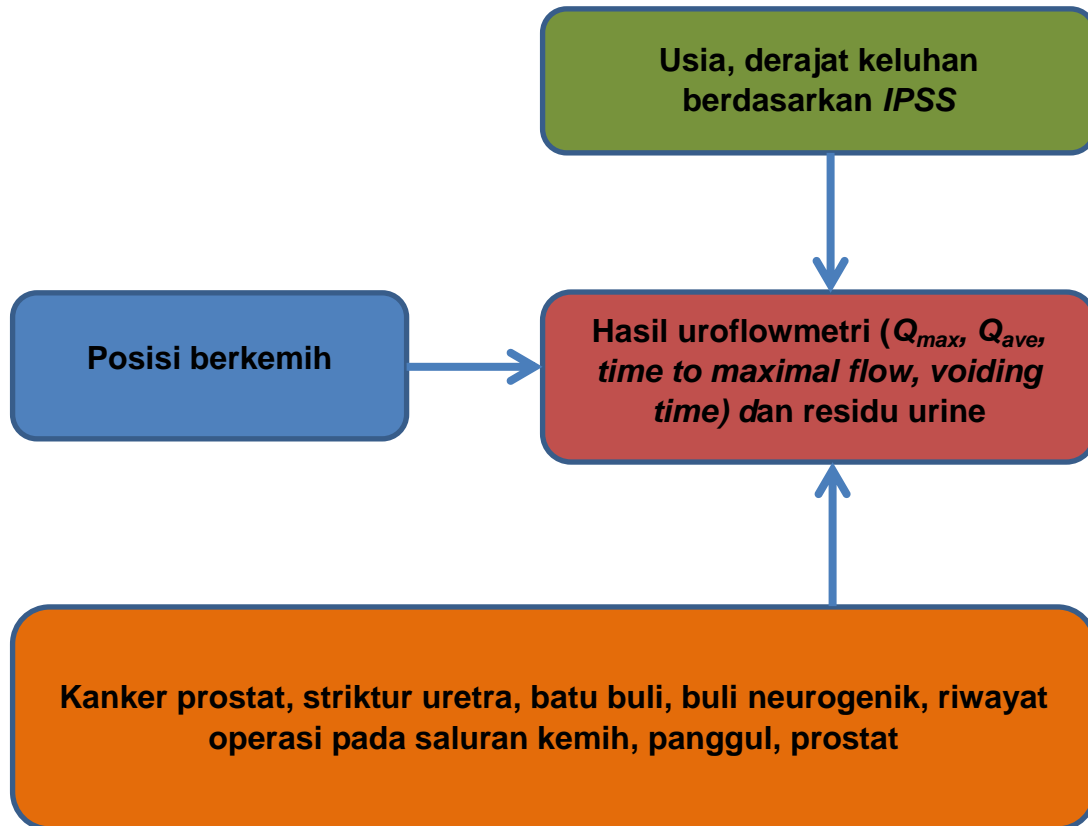 Usia, derajat keluhan
berdasarkan IPSS
Posisi berkemih
Hasil uroflowmetri (Qmax, Qave,
time to maximal flow, voiding
time) dan residu urine
Kanker prostat, striktur uretra, batu buli, buli neurogenik, riwayat
operasi pada saluran kemih, panggul, prostat